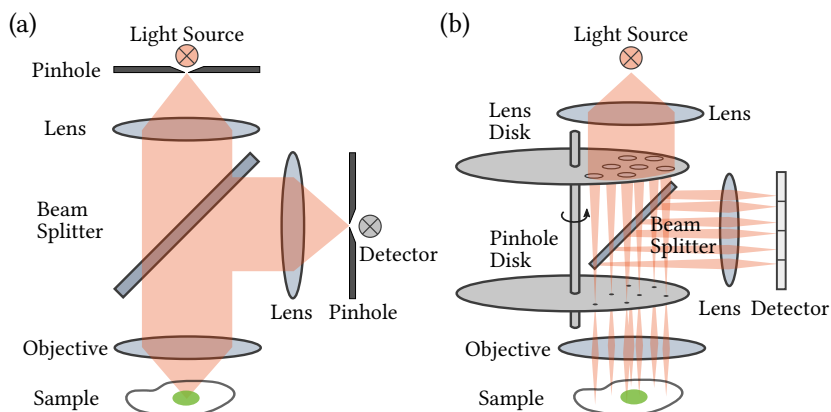 (a)
Light Source
Pinhole
Lens
Beam
Splitter
Detector
Lens
Pinhole
Objective
Sample
(b)
Light Source
Lens
Disk
Lens
Beam
Splitter
Pinhole
Disk
Lens
Detector
Objective
Sample